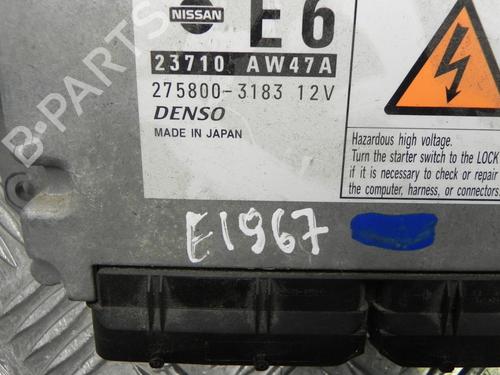 NISSAN
E6
23710 AW47A
275800-3183 12V
DENSO
MADE IN JAPAN
Hazardous high voltage.
Turn the starter switch to the LOCK
if it is necessary to check or repair
the computer, harness, or connectors.
E1967
B-PARTS